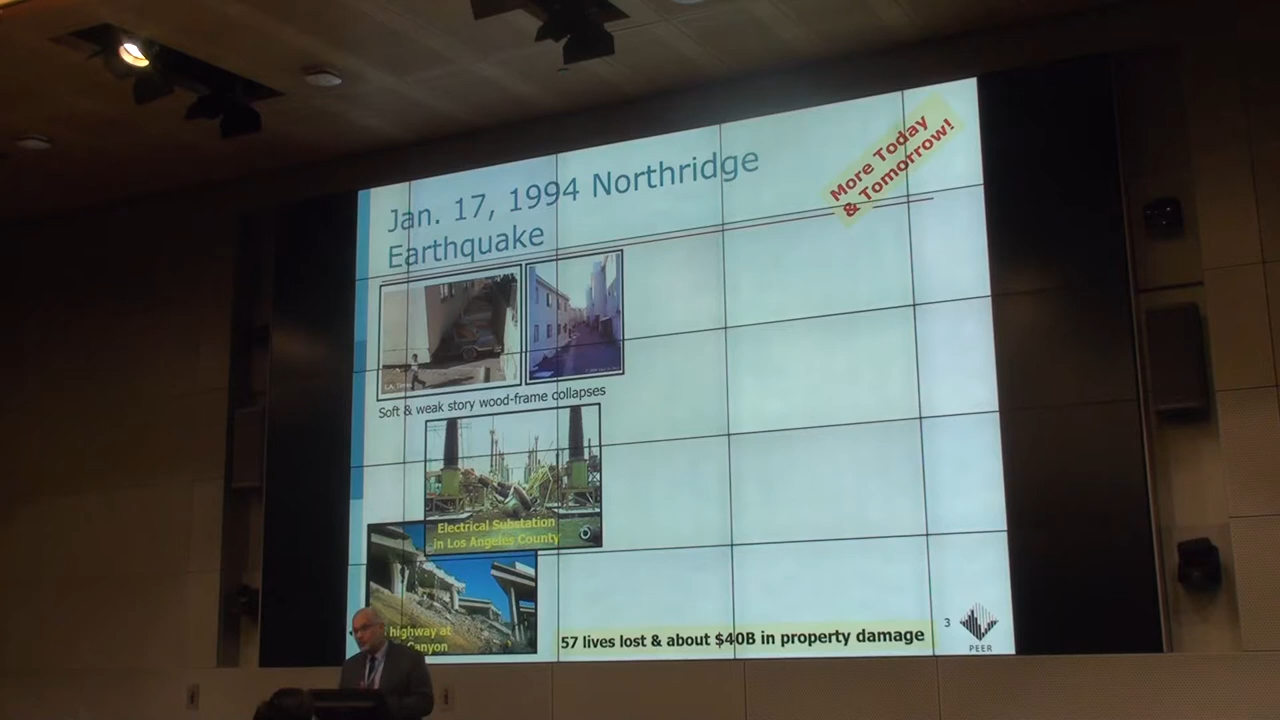 Jan. 17, 1994 Northridge
Earthquake
More Today
& Tomorrow!
L.A. Times
Soft & weak story wood-frame collapses
Electrical Substation
in Los Angeles County
highway at
Canyon
57 lives lost & about $40B in property damage
3
PEER